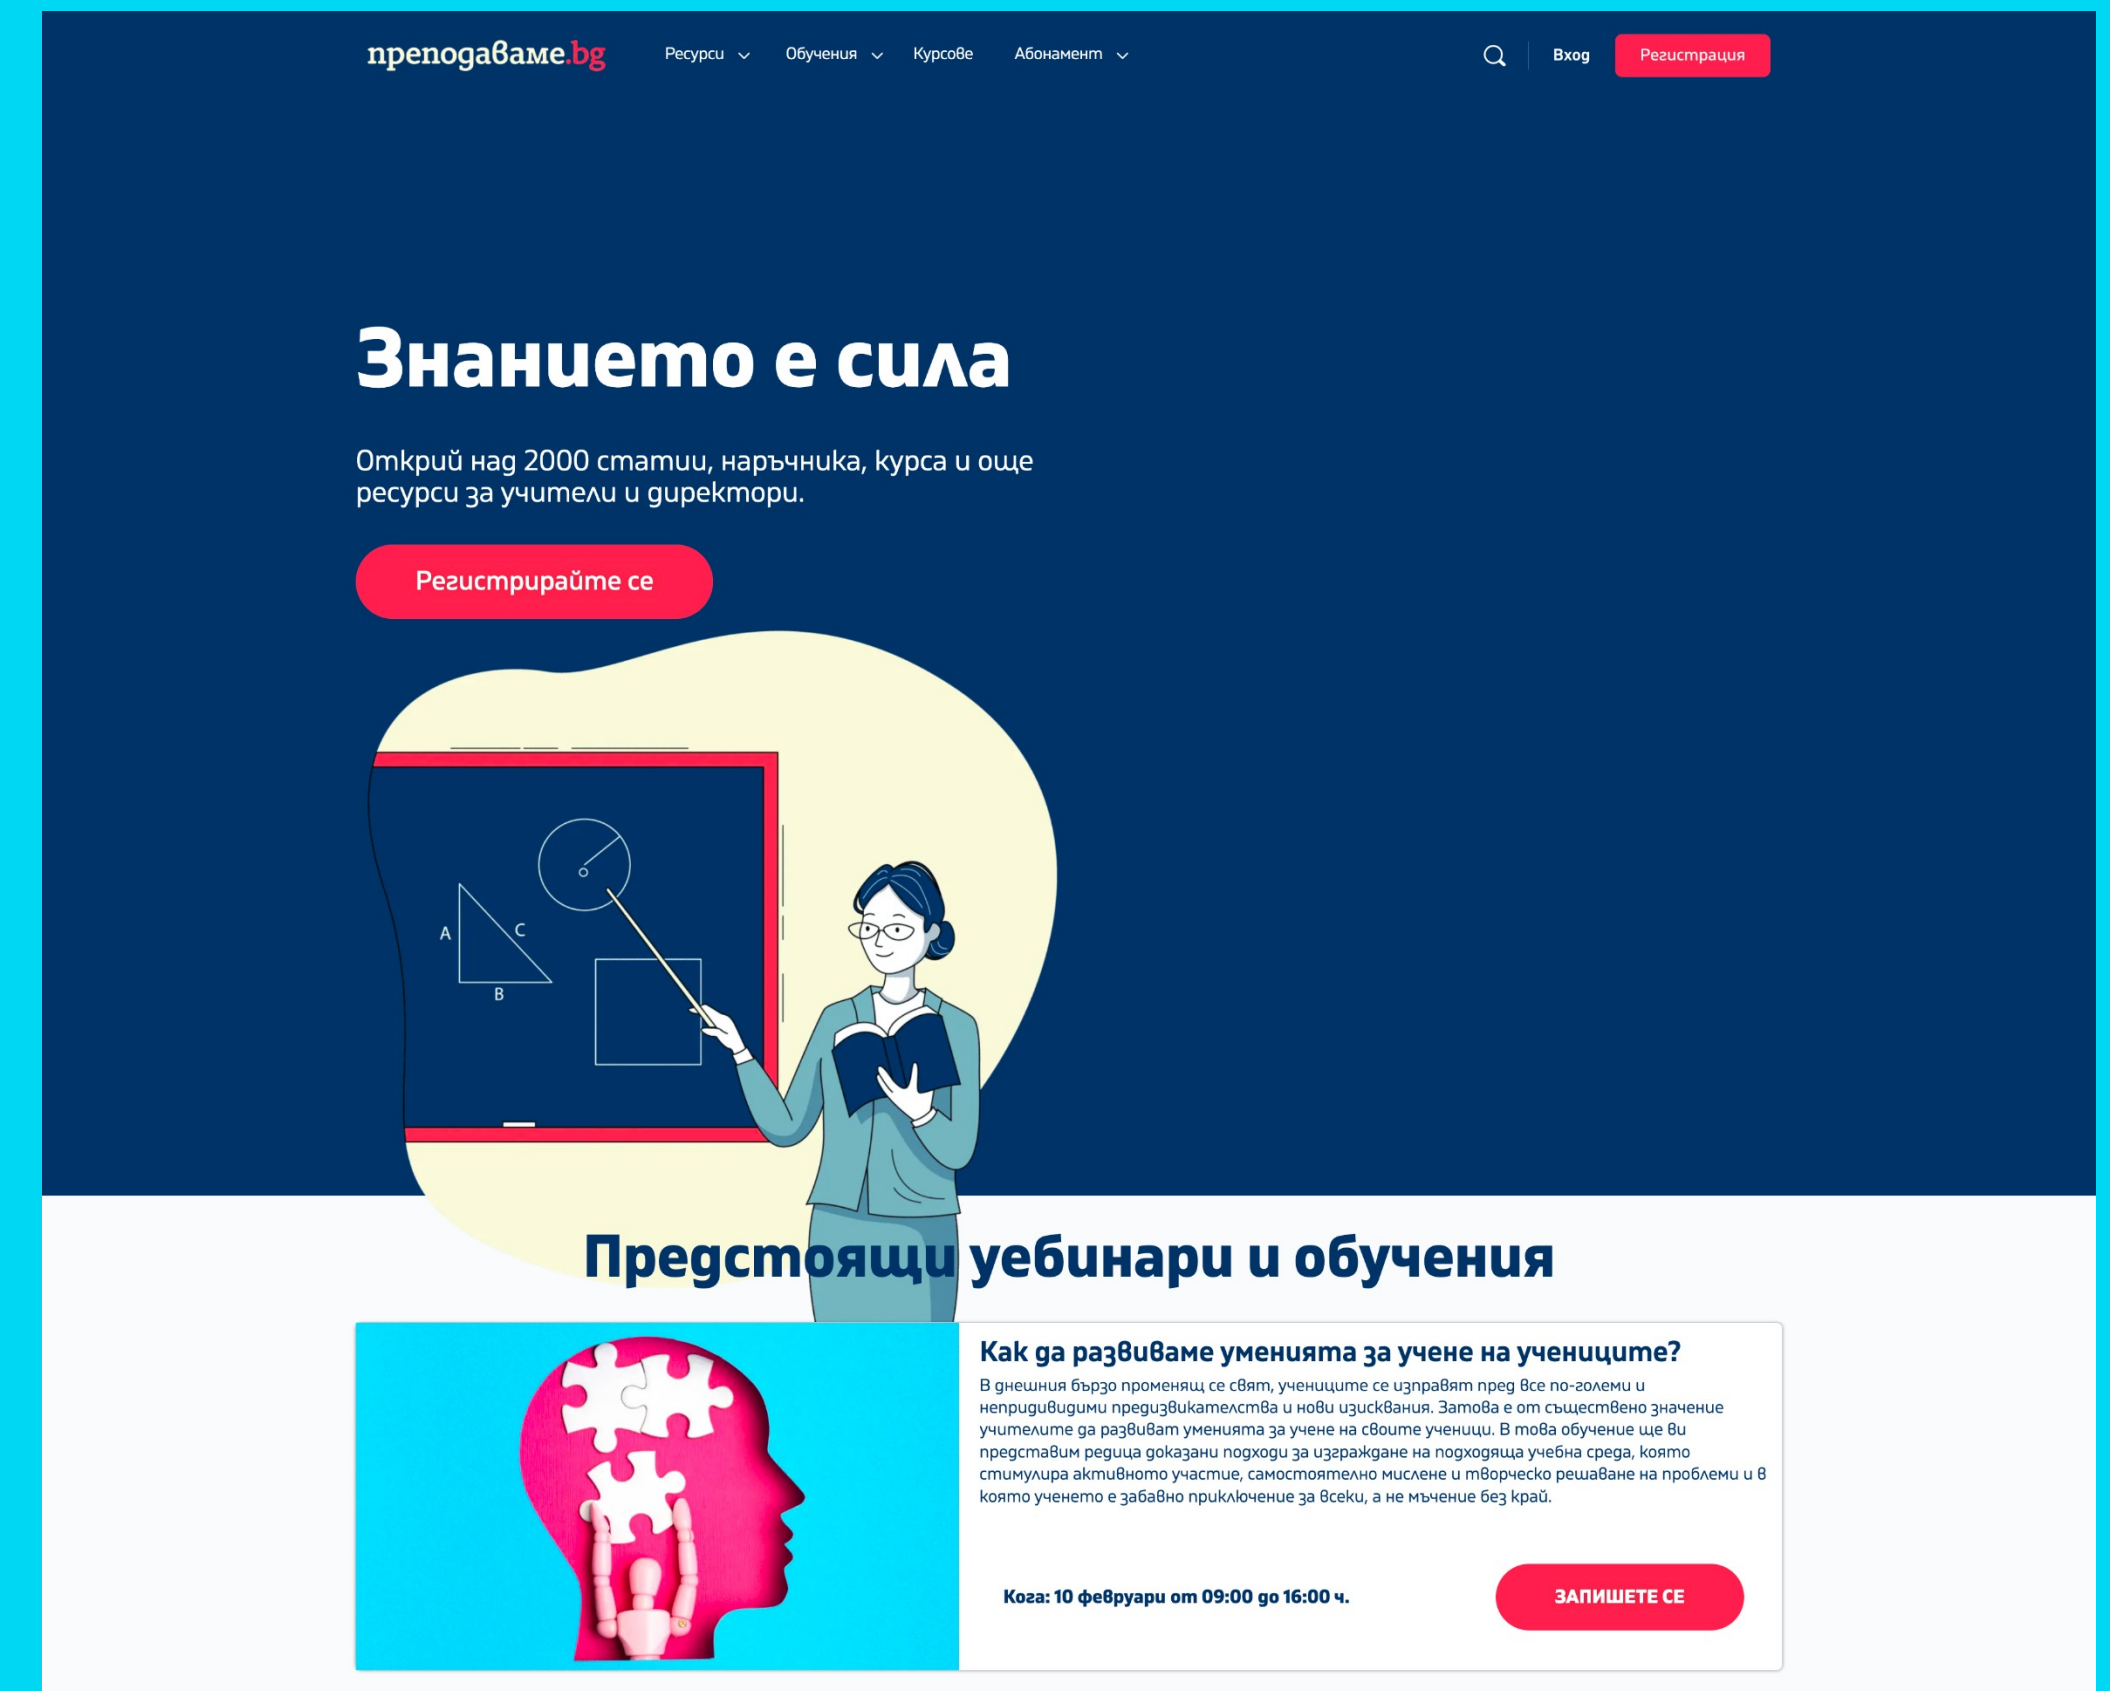 преподаваме.bg
Ресурси
Обучения
Курсове
Абонамент
Вход
Регистрация
Знанието е сила
Открий над 2000 статии, наръчника, курса и още
ресурси за учители и директори.
Регистрирайте се
A
C
B
Предстоящи уебинари и обучения
Как да развиваме уменията за учене на учениците?
В днешния бързо променящ се свят, учениците се изправят пред все по-големи и
непридивидими предизвикателства и нови изисквания. Затова е от съществено значение
учителите да развиват уменията за учене на своите ученици. В това обучение ще ви
представим редица доказани подходи за изграждане на подходяща учебна среда, която
стимулира активното участие, самостоятелно мислене и творческо решаване на проблеми и в
която ученето е забавно приключение за всеки, а не мъчение без край.
Кога: 10 февруари от 09:00 до 16:00 ч.
ЗАПИШЕТЕ СЕ